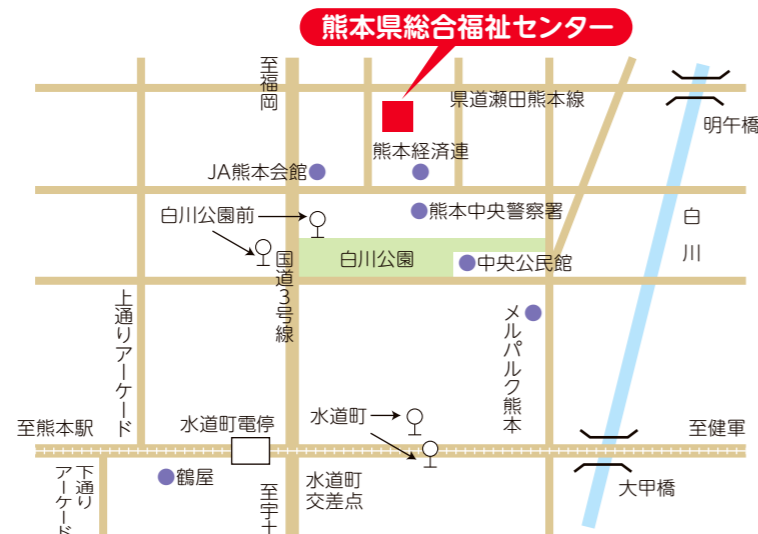 熊本県総合福祉センター
至福岡
県道瀬田熊本線
明午橋
熊本経済連
JA熊本会館
白川公園前
熊本中央警察署
白川
国道3号線
白川公園
中央公民館
上通りアーケード
メルパルク熊本
至熊本駅
水道町電停
水道町
至健軍
下通り
アーケード
鶴屋
至宇土
水道町
交差点
大甲橋